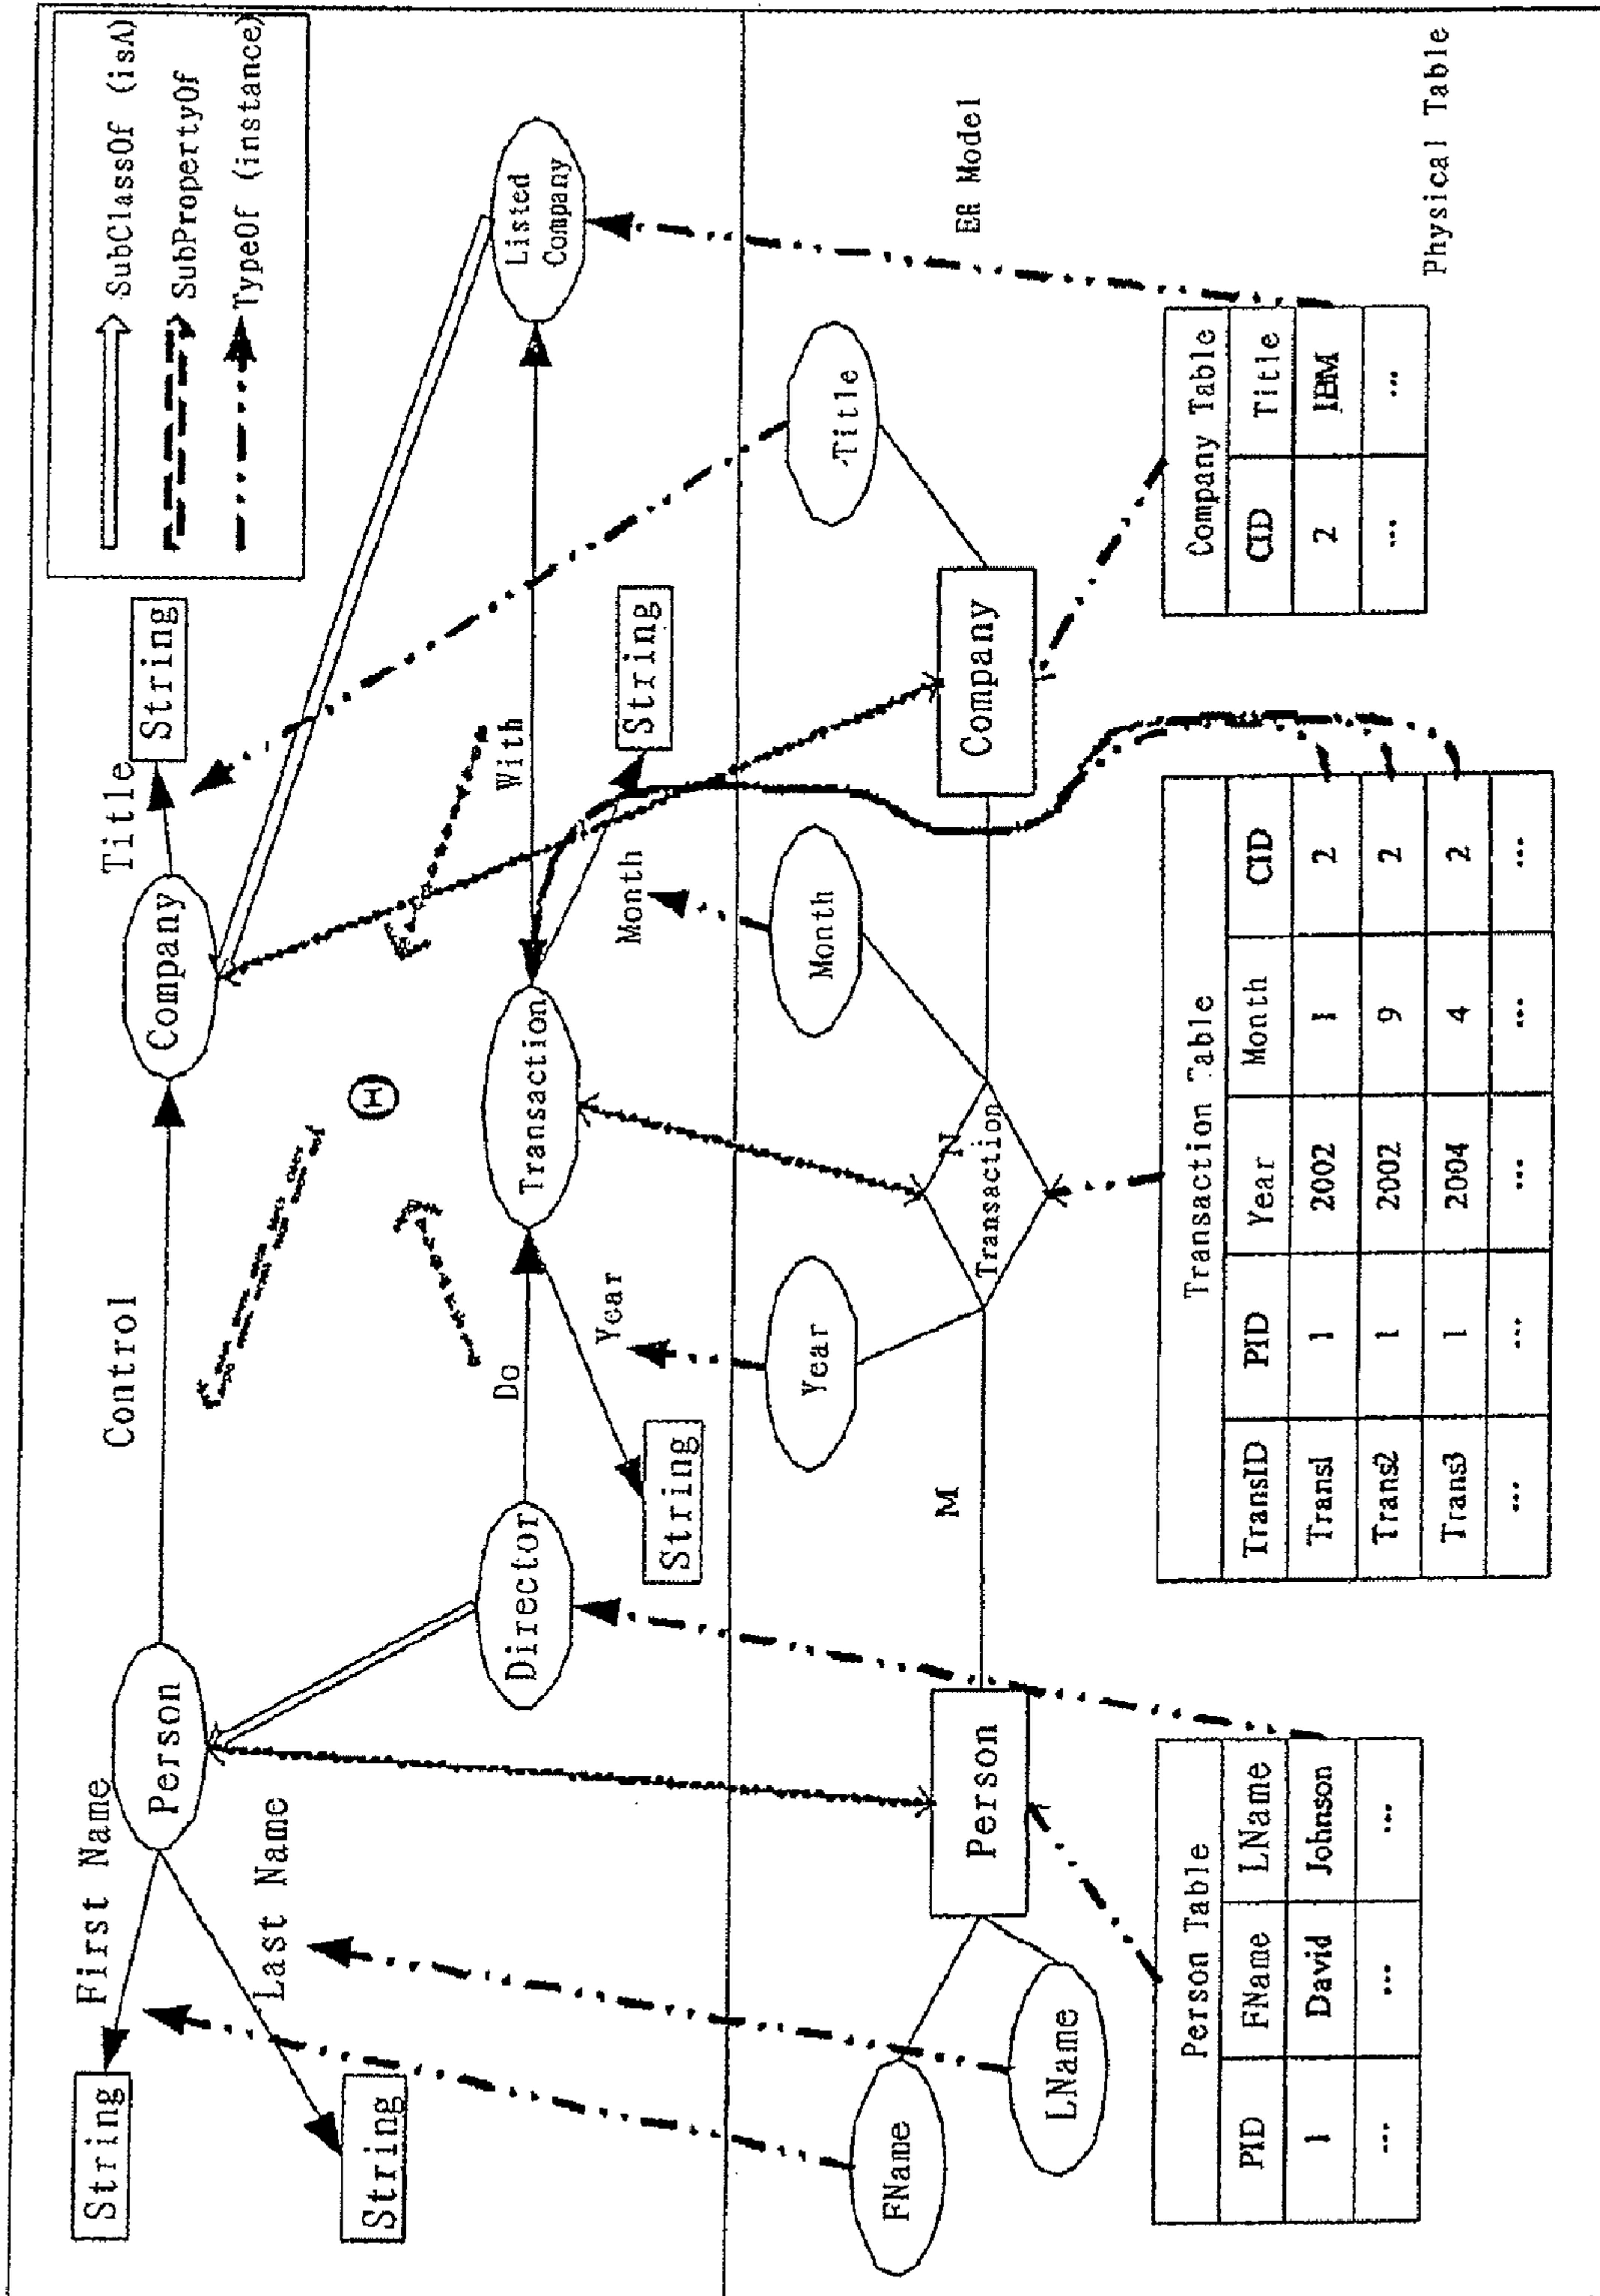 SubClassOf (isA)
SubPropertyOf
TypeOf (instance)
String
First Name
Person
Control
Company
Title
String
Last Name
String
Θ
Director
Do
Transaction
With
Listed
Company
String
Year
Month
String
Year
Month
Title
FName
LName
Person
M
Transaction
N
Company
ER Model
Person Table
PID FName LName
1 David Johnson
... ... ...
Transaction Table
TransID PID Year Month CID
Trans1 1 2002 1 2
Trans2 1 2002 9 2
Trans3 1 2004 4 2
... ... ... ... ...
Company Table
CID Title
2 IBM
... ...
Physical Table